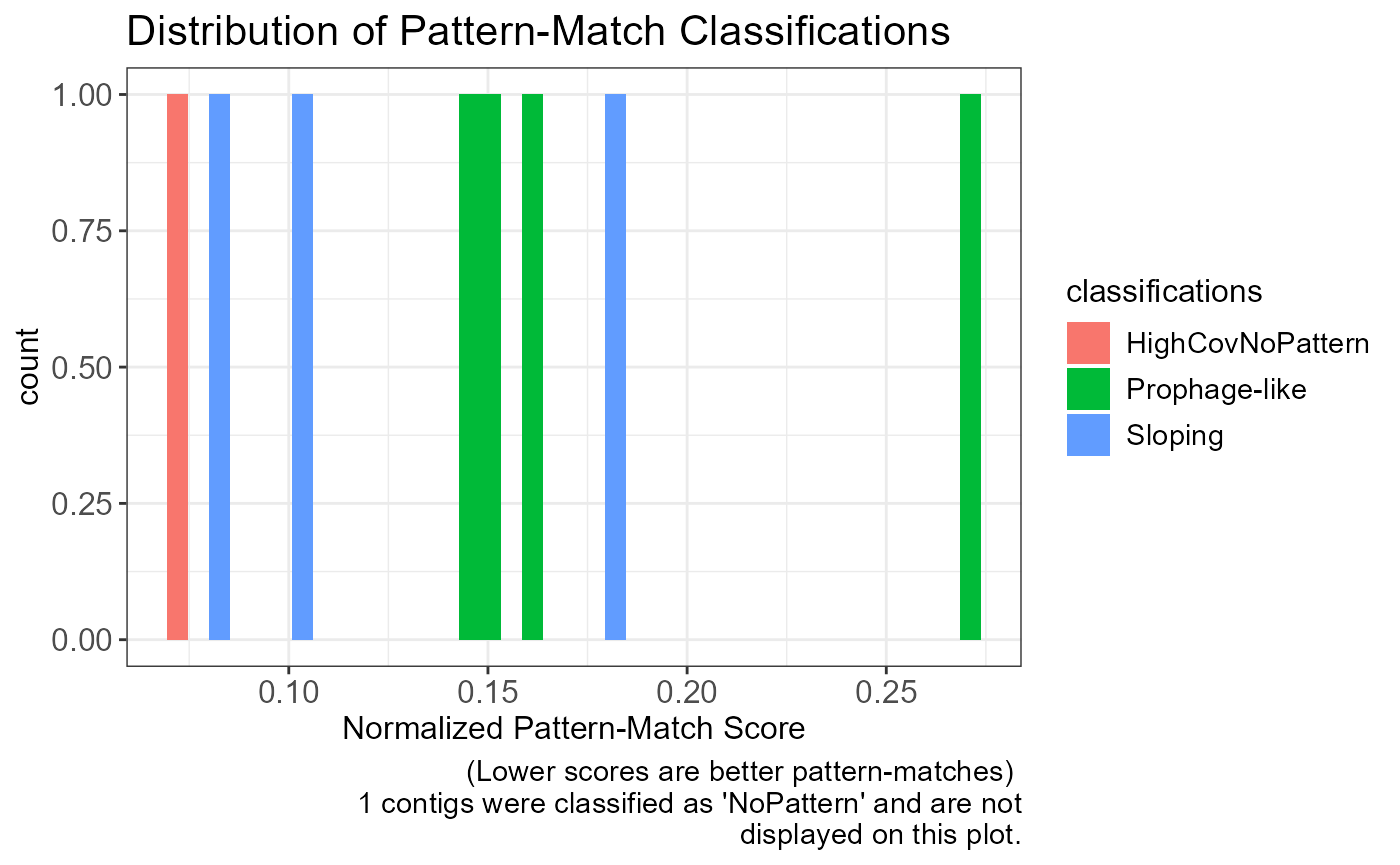 Distribution of Pattern-Match Classifications
1.00
0.75
0.50
0.25
0.00
count
0.10 0.15 0.20 0.25
Normalized Pattern-Match Score
(Lower scores are better pattern-matches)
1 contigs were classified as 'NoPattern' and are not
displayed on this plot.
classifications
HighCovNoPattern
Prophage-like
Sloping